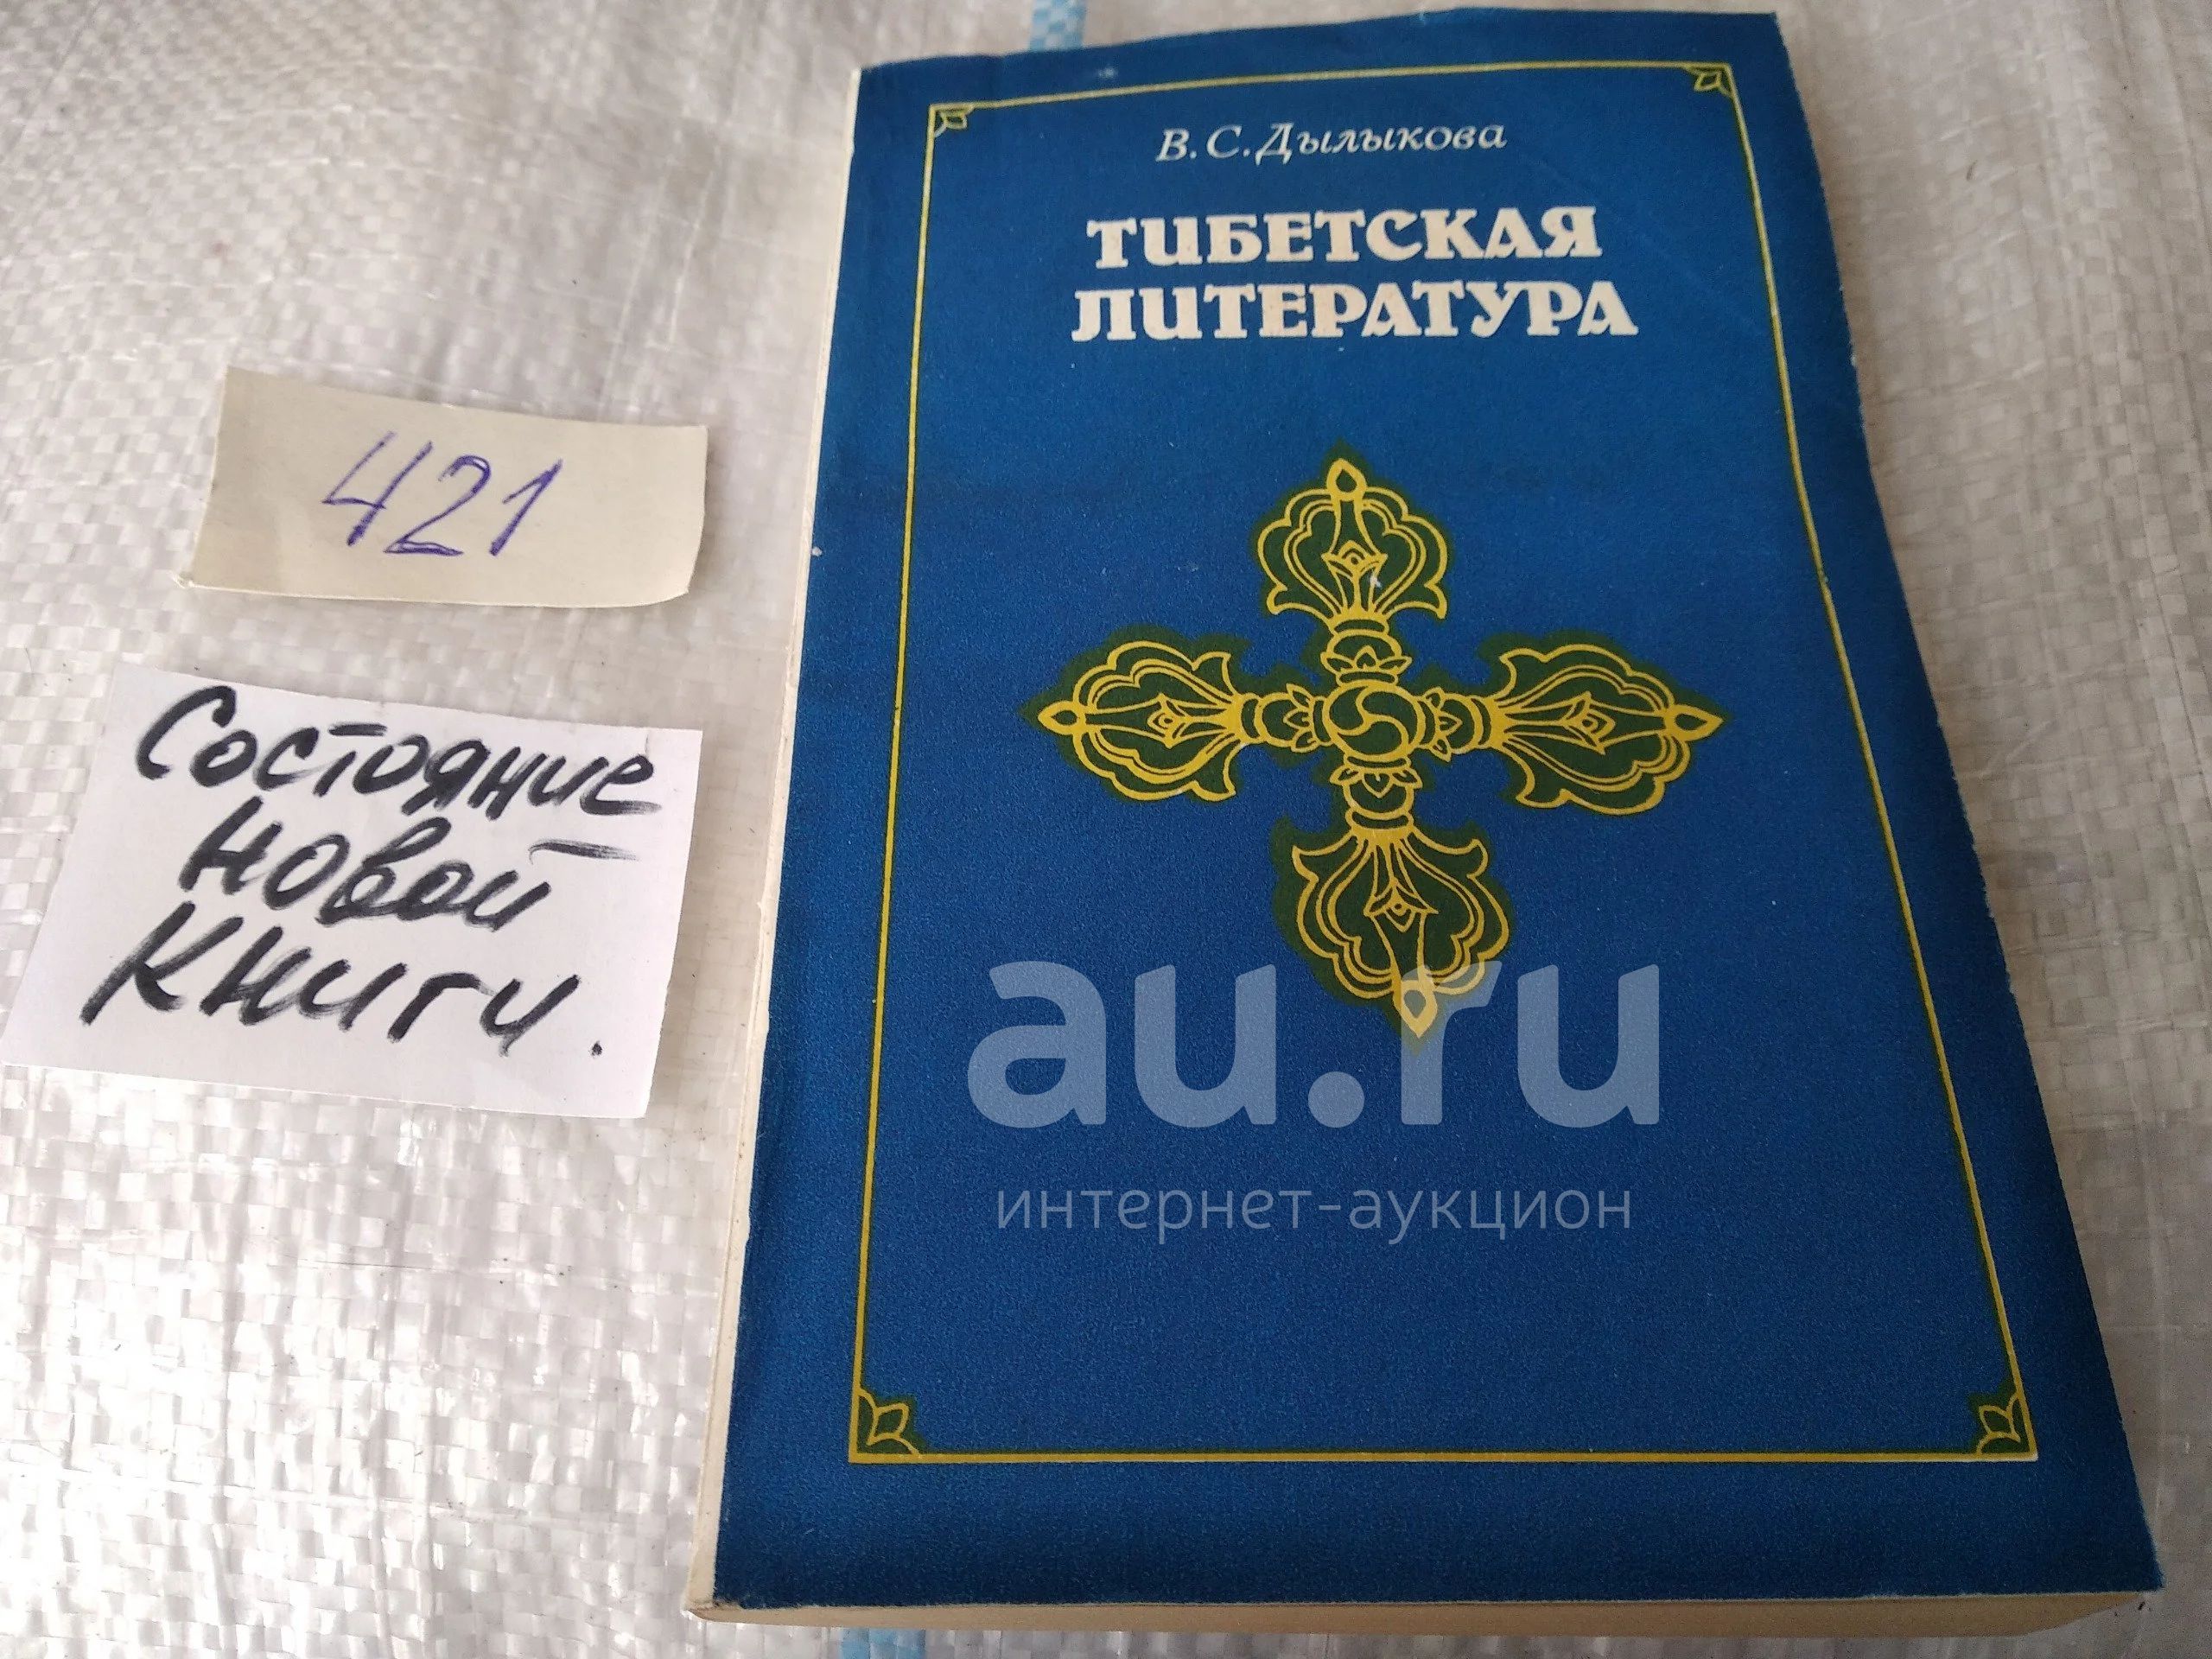 В.С.Дылыкова
ТИБЕТСКАЯ
ЛИТЕРАТУРА
421
Состояние
новой
книги.
au.ru
интернет-аукцион